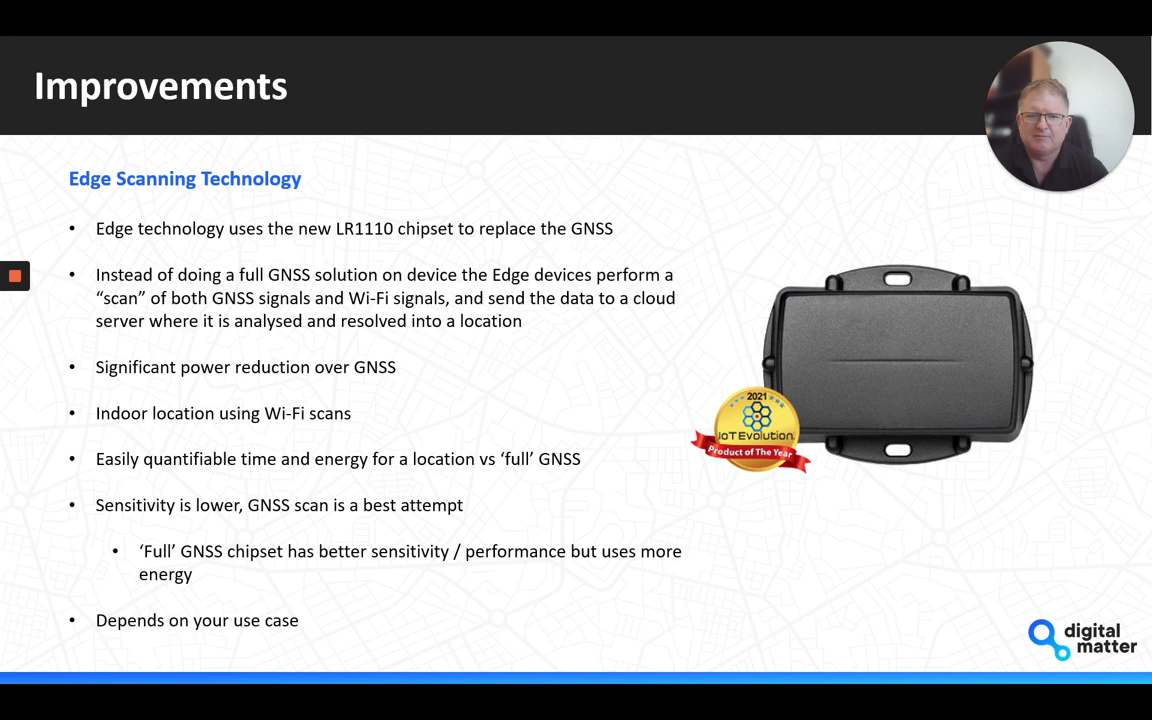 Improvements
Edge Scanning Technology
• Edge technology uses the new LR1110 chipset to replace the GNSS
• Instead of doing a full GNSS solution on device the Edge devices perform a
“scan” of both GNSS signals and Wi-Fi signals, and send the data to a cloud
server where it is analysed and resolved into a location
• Significant power reduction over GNSS
• Indoor location using Wi-Fi scans
• Easily quantifiable time and energy for a location vs ‘full’ GNSS
• Sensitivity is lower, GNSS scan is a best attempt
• ‘Full’ GNSS chipset has better sensitivity / performance but uses more
energy
• Depends on your use case
2021
IoT Evolution
Product of The Year
digital
matter